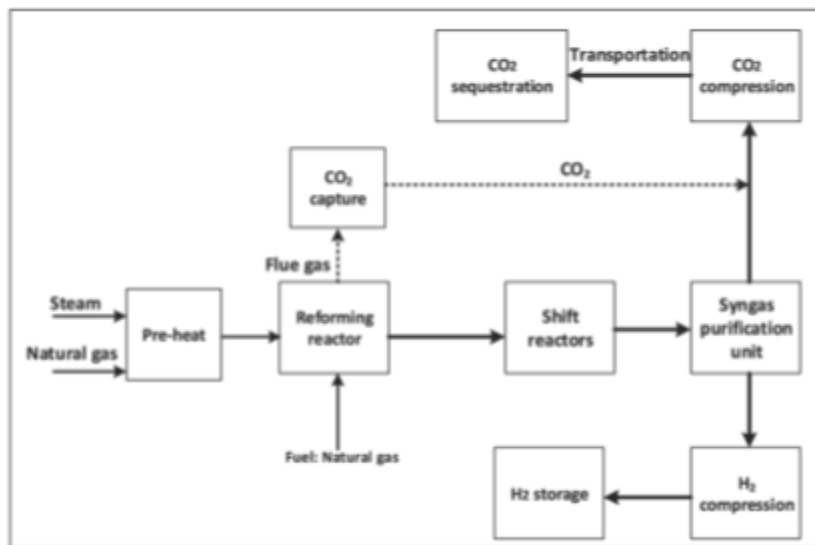 CO₂
sequestration
Transportation
CO₂
compression
CO₂
capture
CO₂
Flue gas
Steam
Natural gas
Pre-heat
Reforming
reactor
Shift
reactors
Syngas
purification
unit
Fuel: Natural gas
H₂ storage
H₂
compression